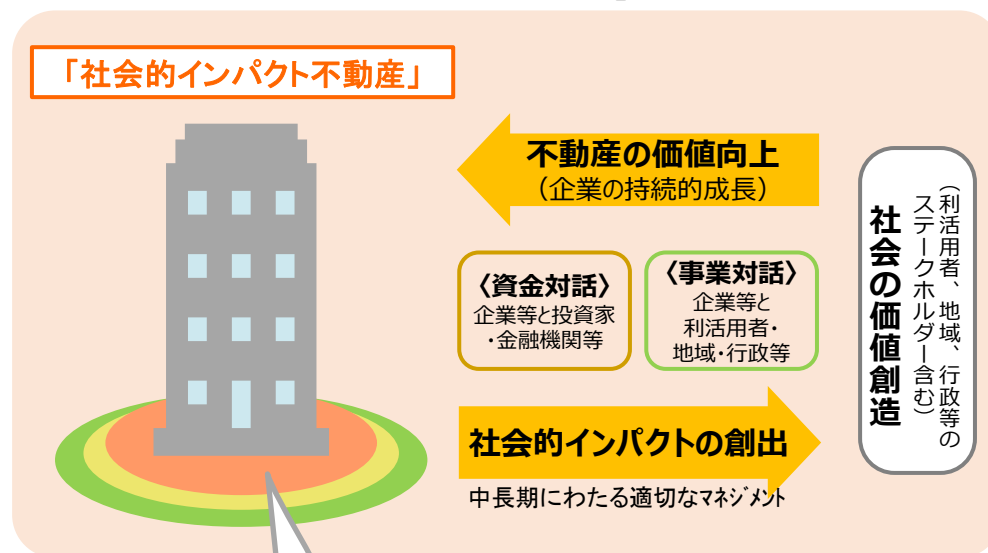 「社会的インパクト不動産」
不動産の価値向上
（企業の持続的成長）
〈資金対話〉
企業等と投資家
・金融機関等
〈事業対話〉
企業等と
利活用者・
地域・行政等
社会的インパクトの創出
中長期にわたる適切なマネジメント
（利活用者、地域、行政等の
ステークホルダー含む）
社会の価値創造